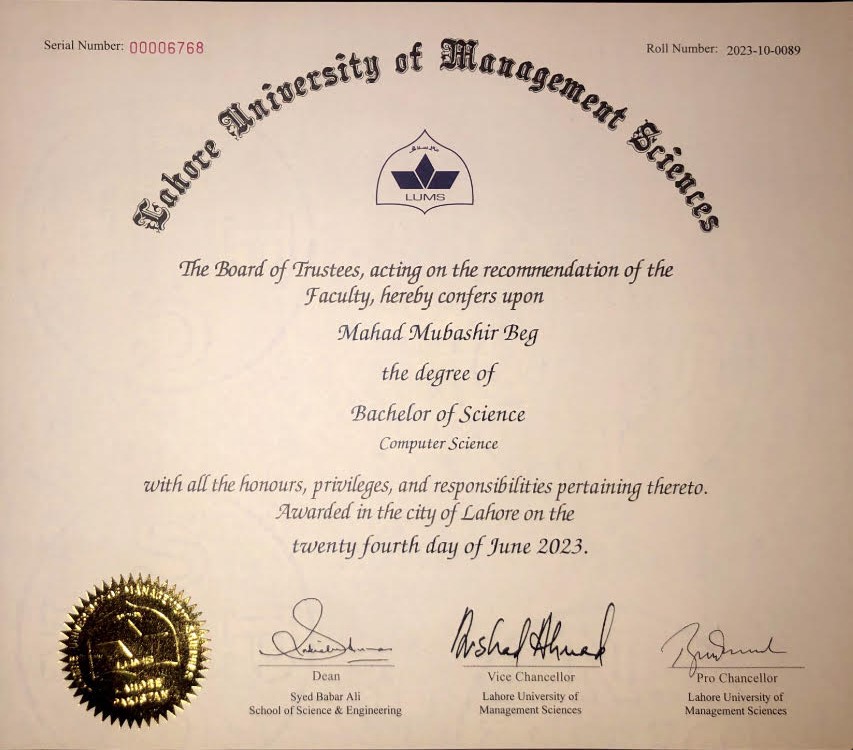 Serial Number: 00006768
Roll Number: 2023-10-0089
Lahore University of Management Sciences
LUMS
The Board of Trustees, acting on the recommendation of the
Faculty, hereby confers upon
Mahad Mubashir Beg
the degree of
Bachelor of Science
Computer Science
with all the honours, privileges, and responsibilities pertaining thereto.
Awarded in the city of Lahore on the
twenty fourth day of June 2023.
LUMS
Dean
Syed Babar Ali
School of Science & Engineering
Arshad Ahmad
Vice Chancellor
Lahore University of
Management Sciences
Pro Chancellor
Lahore University of
Management Sciences